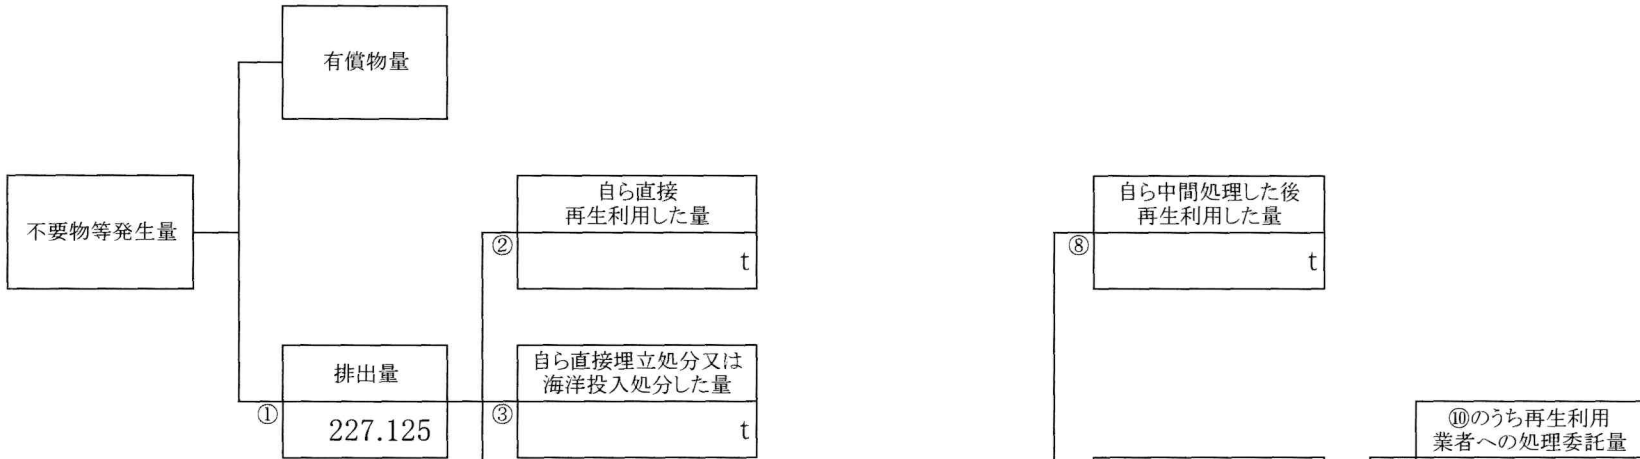 有償物量
不要物等発生量
自ら直接
再生利用した量
②
t
自ら中間処理した後
再生利用した量
⑧
t
排出量
①
227.125
自ら直接埋立処分又は
海洋投入処分した量
③
t
⑩のうち再生利用
業者への処理委託量